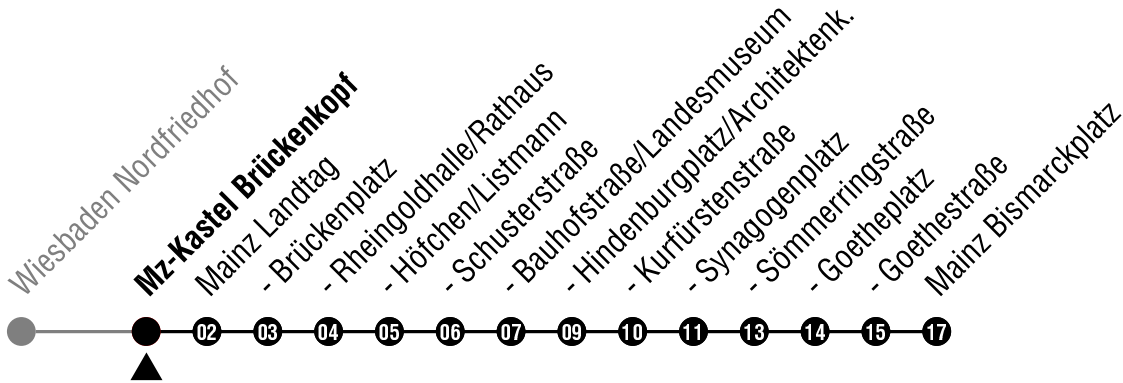 Wiesbaden Nordfriedhof
Mz-Kastel Brückenkopf
Mainz Landtag
- Brückenplatz
- Rheingoldhalle/Rathaus
- Höfchen/Listmann
- Schusterstraße
- Bauhofstraße/Landesmuseum
- Hindenburgplatz/Architektenk.
- Kurfürstenstraße
- Synagogenplatz
- Sömmerringstraße
- Goetheplatz
- Goethestraße
Mainz Bismarckplatz
02 03 04 05 06 07 09 10 11 13 14 15 17